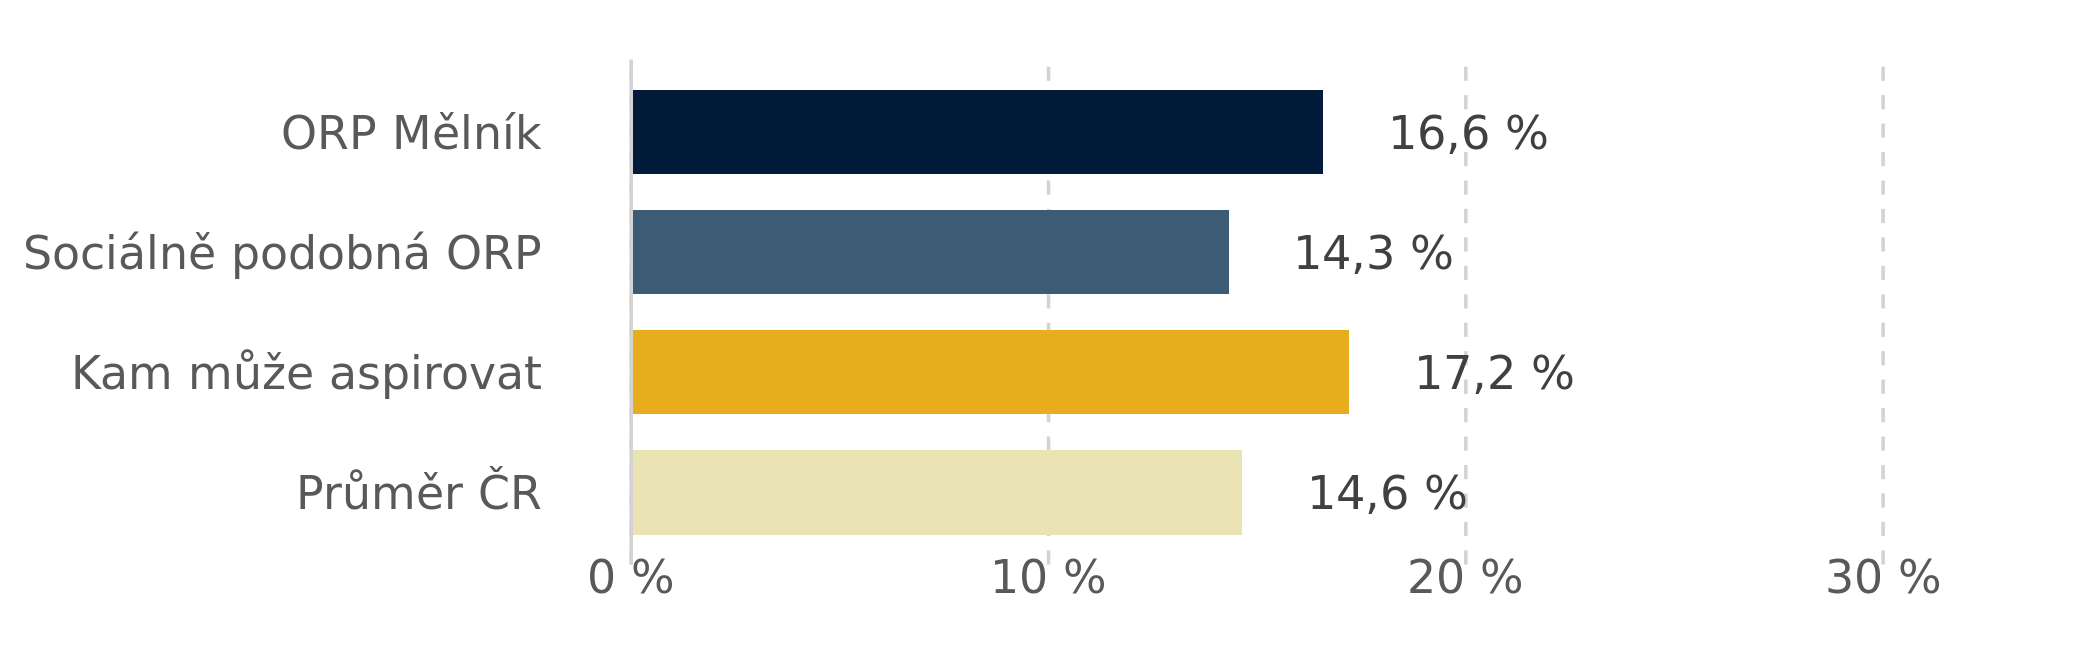 ORP Mělník
16,6 %
Sociálně podobná ORP
14,3 %
Kam může aspirovat
17,2 %
Průměr ČR
14,6 %
0 %
10 %
20 %
30 %